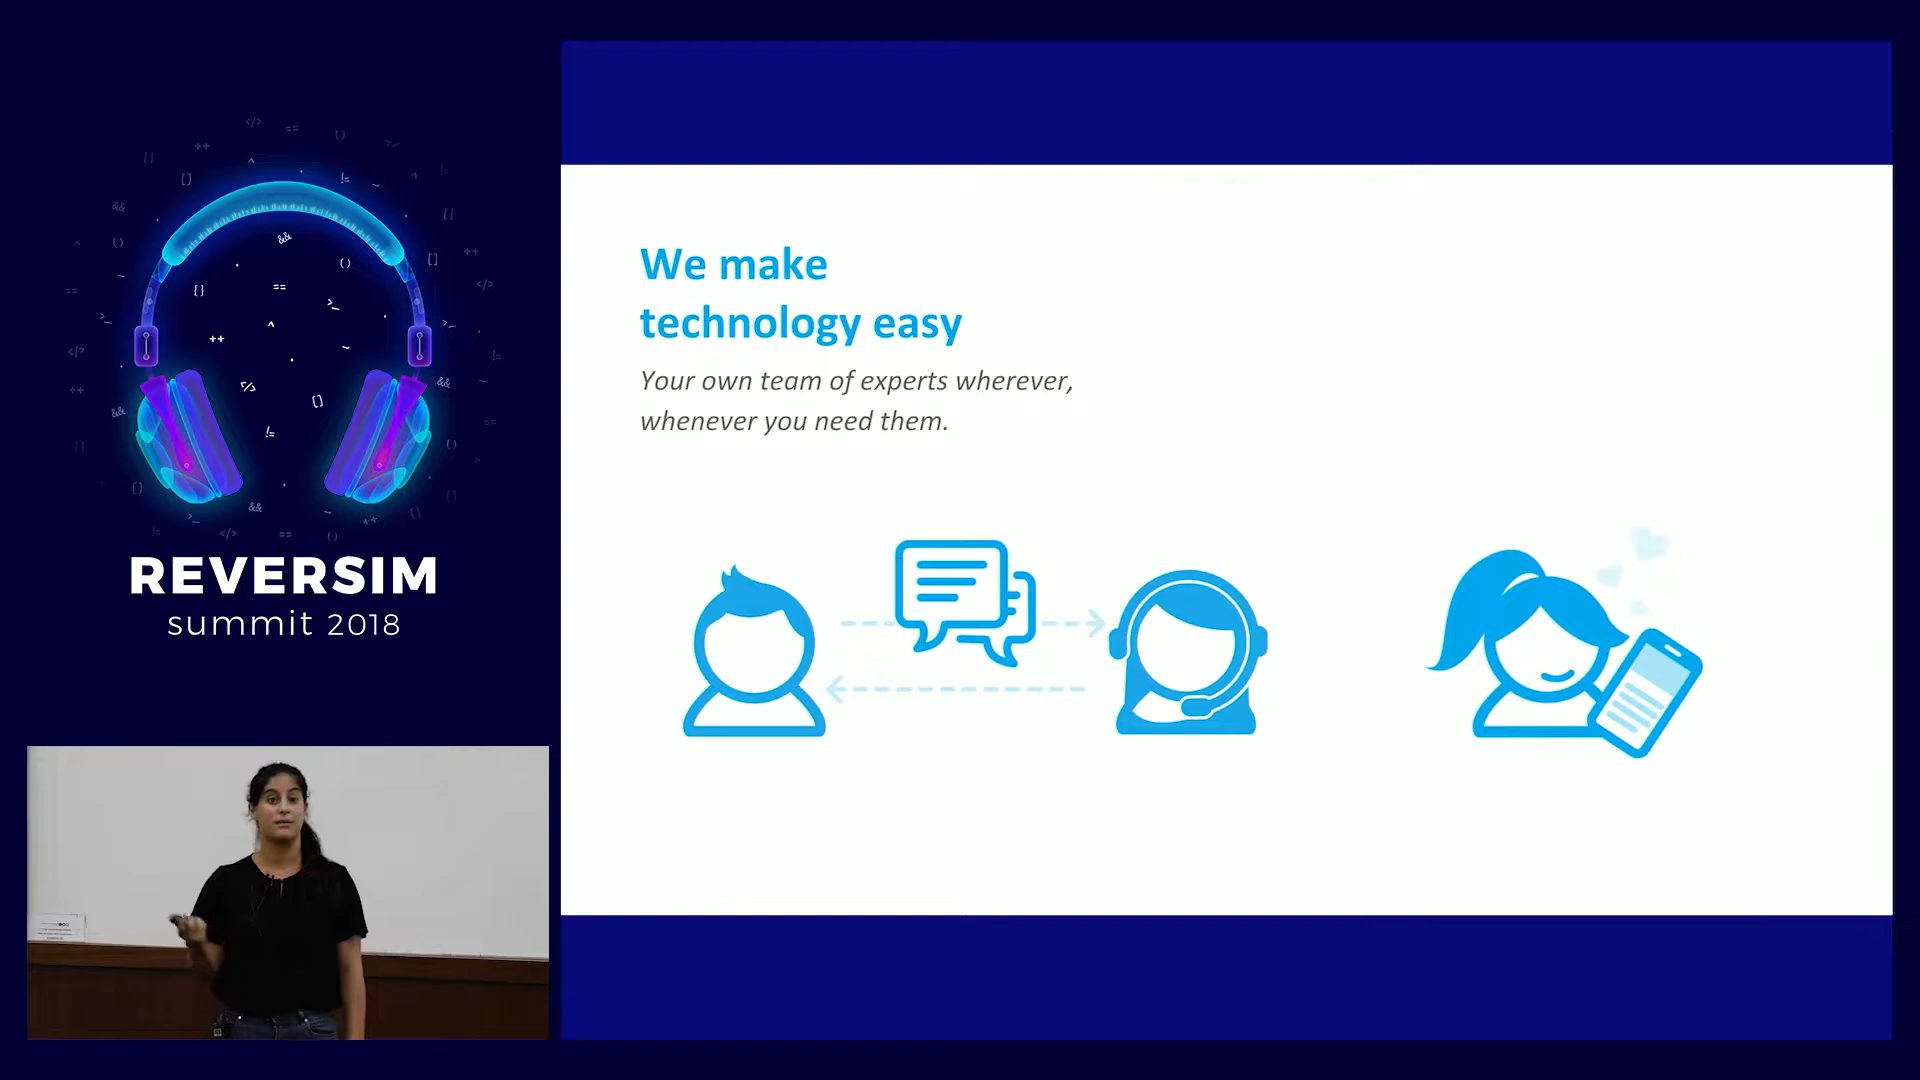 REVERSIM
summit 2018
We make
technology easy
Your own team of experts wherever,
whenever you need them.